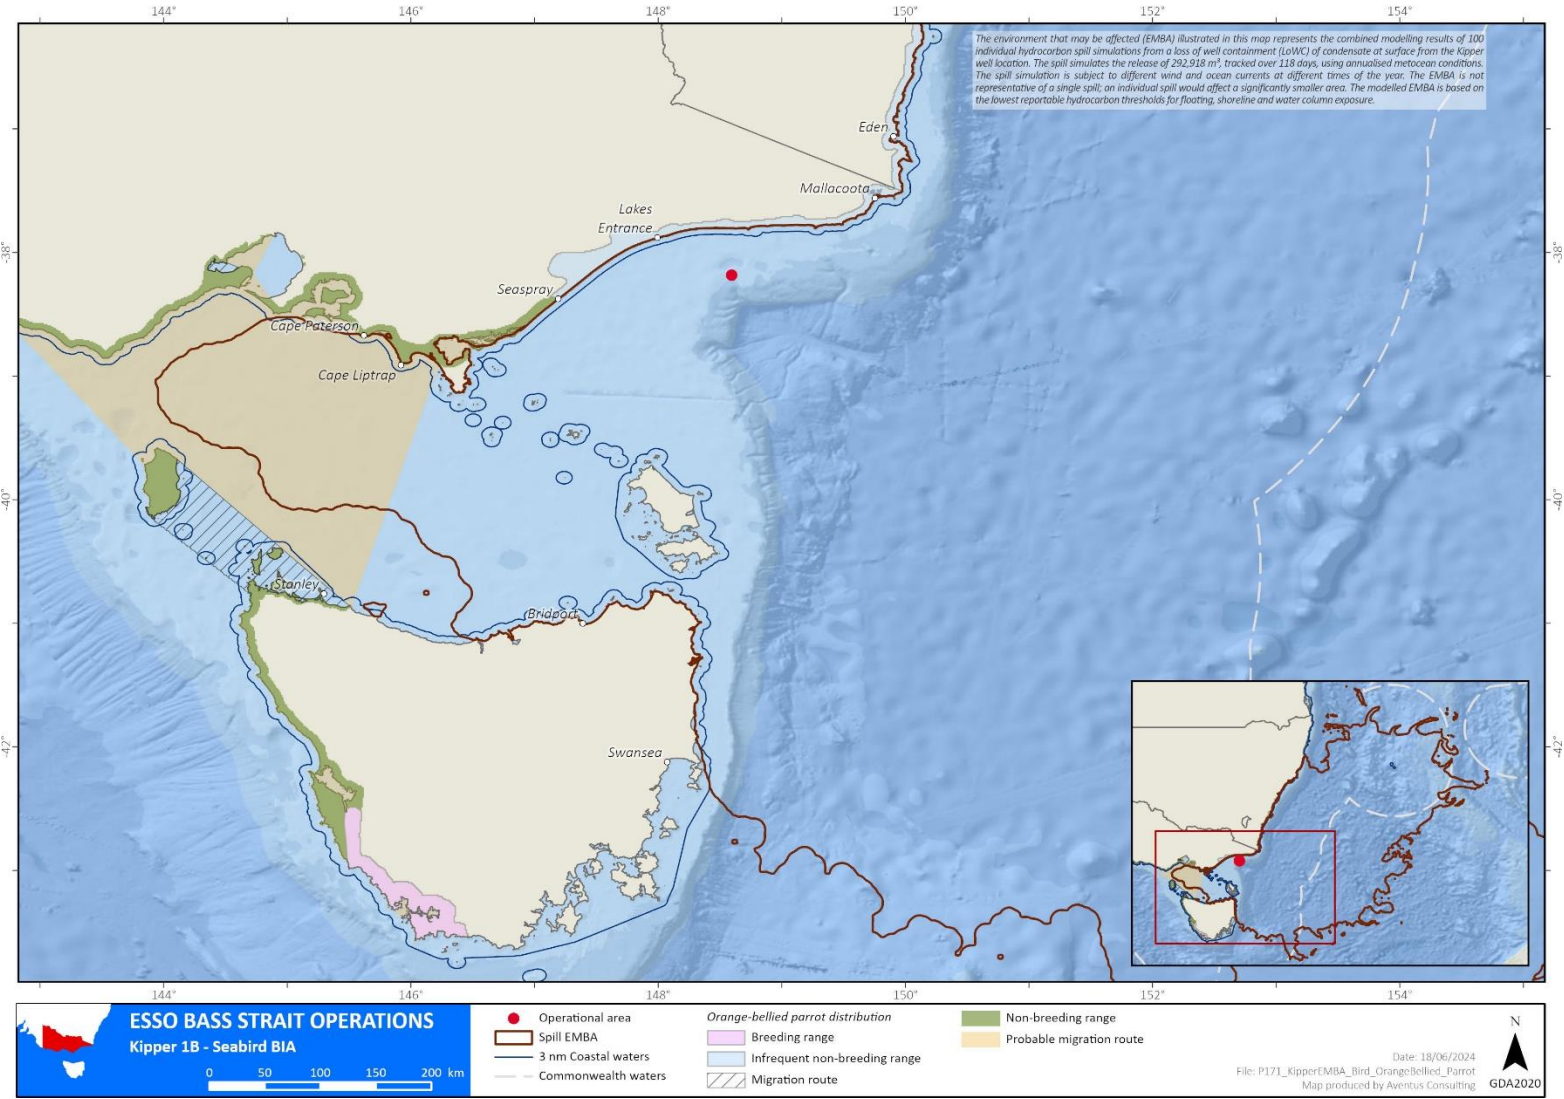 144°
146°
148°
150°
152°
154°
The environment that may be affected (EMBA) illustrated in this map represents the combined modelling results of 100
individual hydrocarbon spill simulations from a loss of well containment (LoWC) of condensate at surface from the Kipper
well location. The spill simulates the release of 292,918 m³, tracked over 118 days, using annualised metocean conditions.
The spill simulation is subject to different wind and ocean currents at different times of the year. The EMBA is not
representative of a single spill; an individual spill would affect a significantly smaller area. The modelled EMBA is based on
the lowest reportable hydrocarbon thresholds for floating, shoreline and water column exposure.
Eden
Mallacoota
Lakes
Entrance
-38°
-38°
Seaspray
Cape Paterson
Cape Liptrap
-40°
-40°
Stanley
Bridport
-42°
-42°
Swansea
144°
146°
148°
150°
152°
154°
ESSO BASS STRAIT OPERATIONS
Kipper 1B - Seabird BIA
0 50 100 150 200 km
Operational area
Spill EMBA
3 nm Coastal waters
Commonwealth waters
Orange-bellied parrot distribution
Breeding range
Infrequent non-breeding range
Migration route
Non-breeding range
Probable migration route
Date: 18/06/2024
File: P171_KipperEMBA_Bird_OrangeBellied_Parrot
Map produced by Aventus Consulting
N
GDA2020